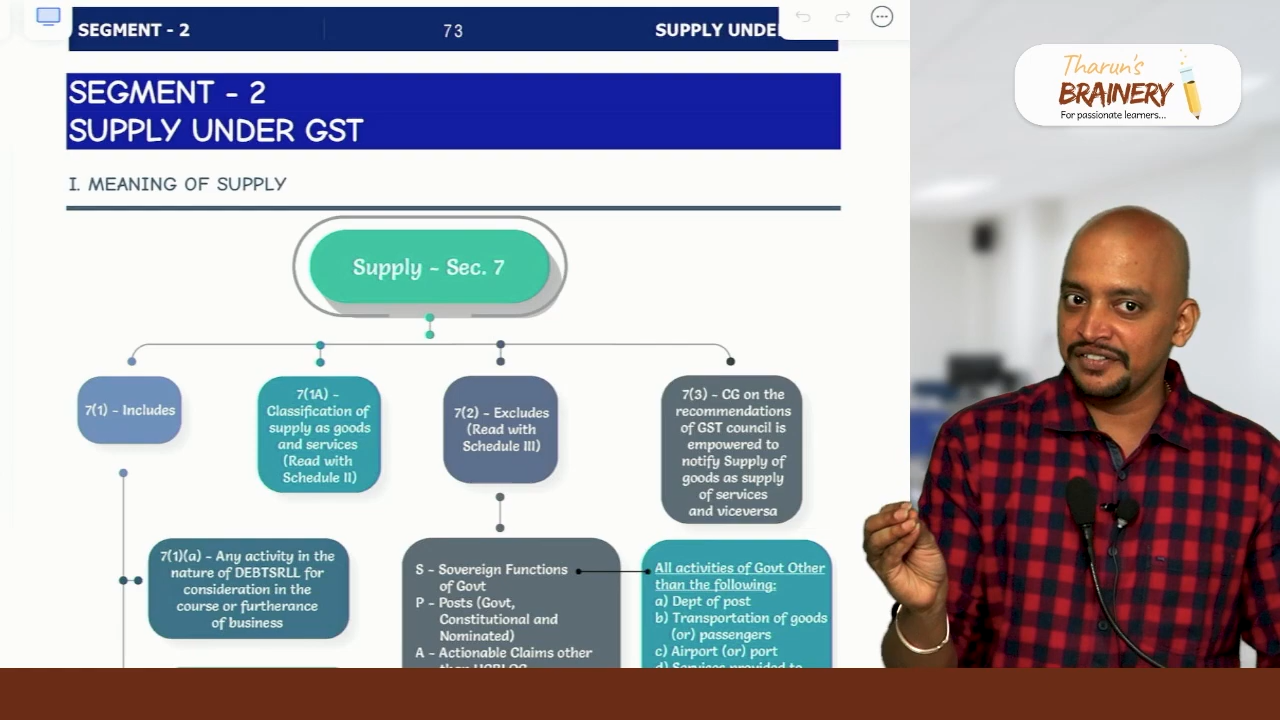 SEGMENT - 2
73
SUPPLY UNDE
SEGMENT - 2
SUPPLY UNDER GST
I. MEANING OF SUPPLY
Supply - Sec. 7
7(1) - Includes
7(1A) -
Classification of
supply as goods
and services
(Read with
Schedule II)
7(2) - Excludes
(Read with
Schedule III)
7(3) - CG on the
recommendations
of GST council is
empowered to
notify Supply of
goods as supply
of services
and viceversa
7(1)(a) - Any activity in the
nature of DEBTSRLL for
consideration in the
course or furtherance
of business
S - Sovereign Functions
of Govt
P - Posts (Govt,
Constitutional and
Nominated)
A - Actionable Claims other
All activities of Govt Other
than the following:
a) Dept of post
b) Transportation of goods
(or) passengers
c) Airport (or) port
d) Services provided to
Tharun's
BRAINERY
For passionate learners...